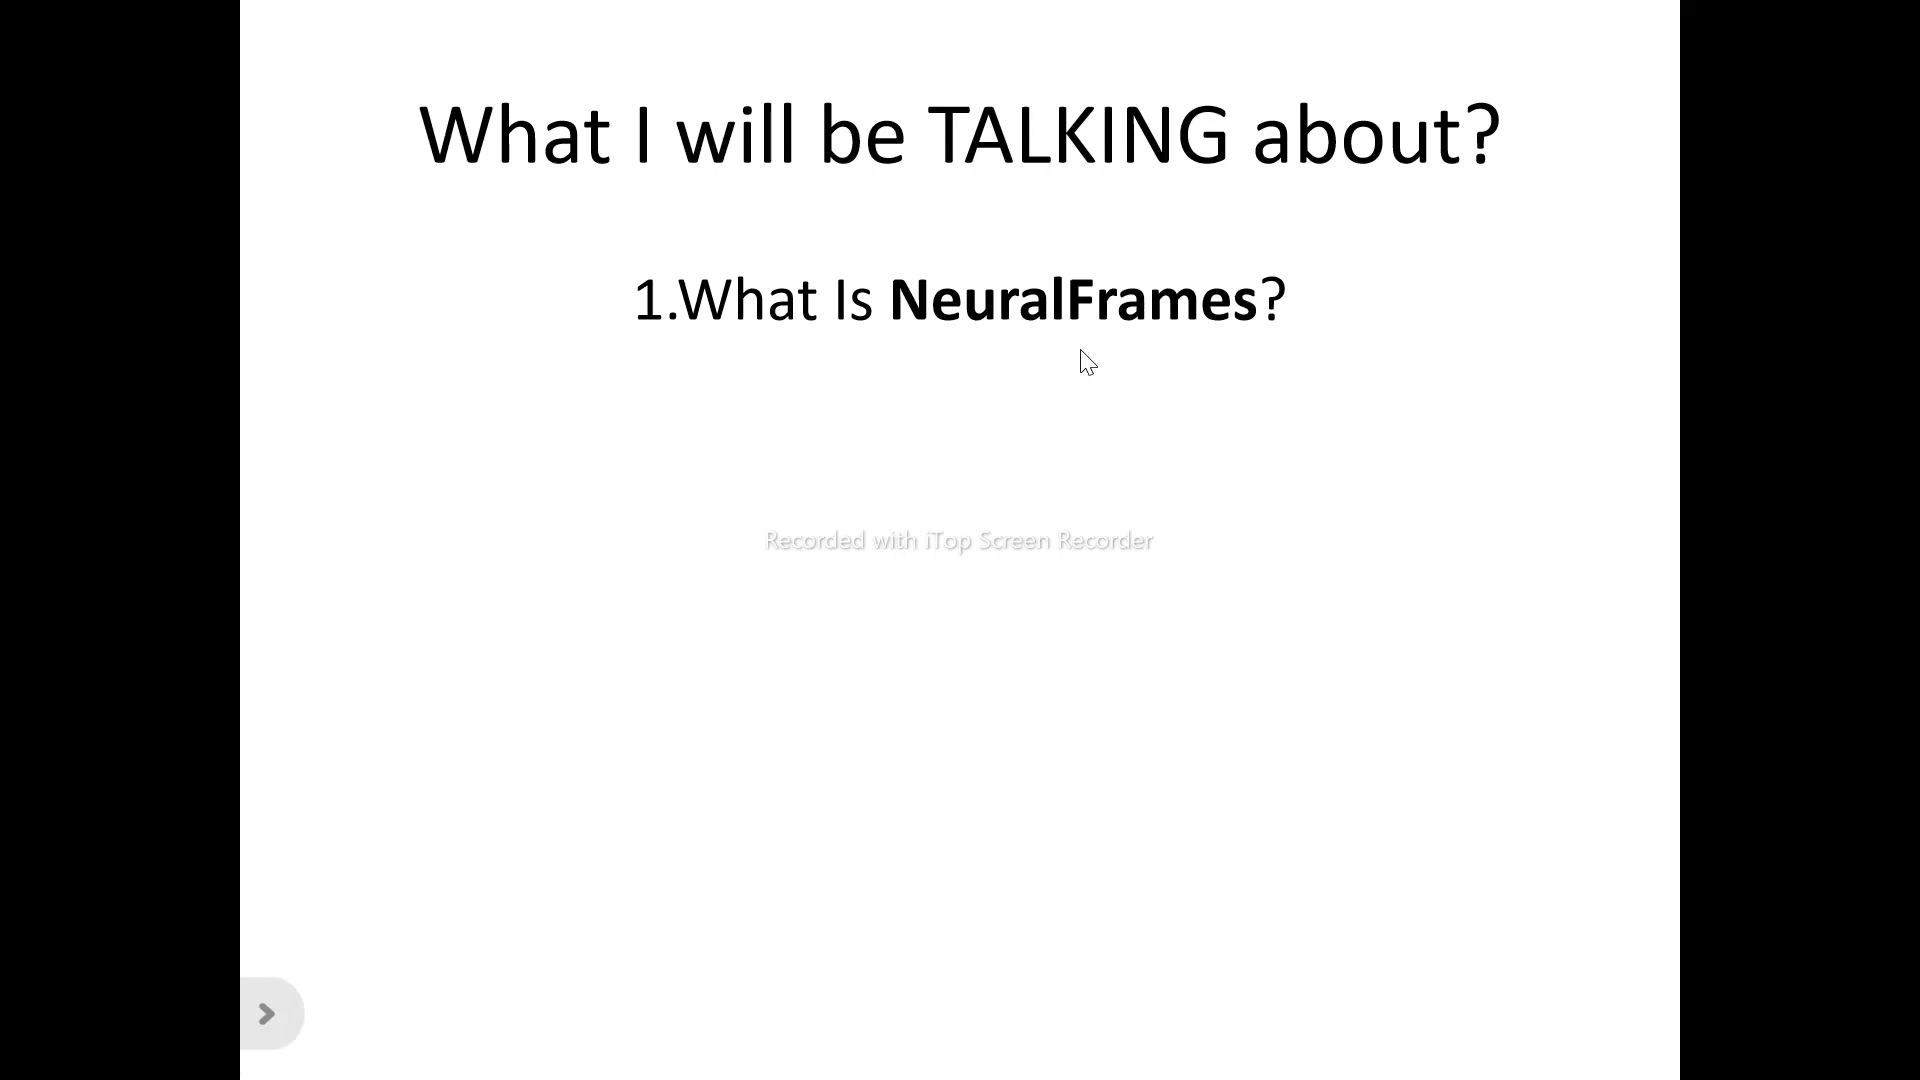 What I will be TALKING about?
1.What Is NeuralFrames?
Recorded with iTop Screen Recorder